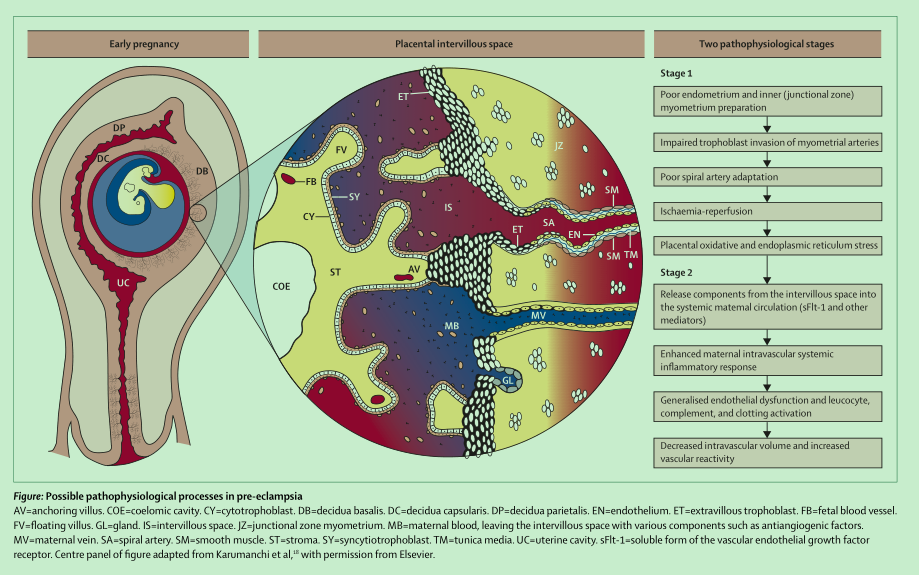 Early pregnancy
Placental intervillous space
Two pathophysiological stages
DP
DC
DB
UC
ET
JZ
FV
FB
SY
CY
IS
SM
SA
ET
EN
SM
TM
AV
ST
COE
MB
MV
GL
Stage 1
Poor endometrium and inner (junctional zone)
myometrium preparation
Impaired trophoblast invasion of myometrial arteries
Poor spiral artery adaptation
Ischaemia-reperfusion
Placental oxidative and endoplasmic reticulum stress
Stage 2
Release components from the intervillous space into
the systemic maternal circulation (sFlt-1 and other
mediators)
Enhanced maternal intravascular systemic
inflammatory response
Generalised endothelial dysfunction and leucocyte,
complement, and clotting activation
Decreased intravascular volume and increased
vascular reactivity
Figure: Possible pathophysiological processes in pre-eclampsia
AV=anchoring villus. COE=coelomic cavity. CY=cytotrophoblast. DB=decidua basalis. DC=decidua capsularis. DP=decidua parietalis. EN=endothelium. ET=extravillous trophoblast. FB=fetal blood vessel.
FV=floating villus. GL=gland. IS=intervillous space. JZ=junctional zone myometrium. MB=maternal blood, leaving the intervillous space with various components such as antiangiogenic factors.
MV=maternal vein. SA=spiral artery. SM=smooth muscle. ST=stroma. SY=syncytiotrophoblast. TM=tunica media. UC=uterine cavity. sFlt-1=soluble form of the vascular endothelial growth factor
receptor. Centre panel of figure adapted from Karumanchi et al,¹⁸ with permission from Elsevier.